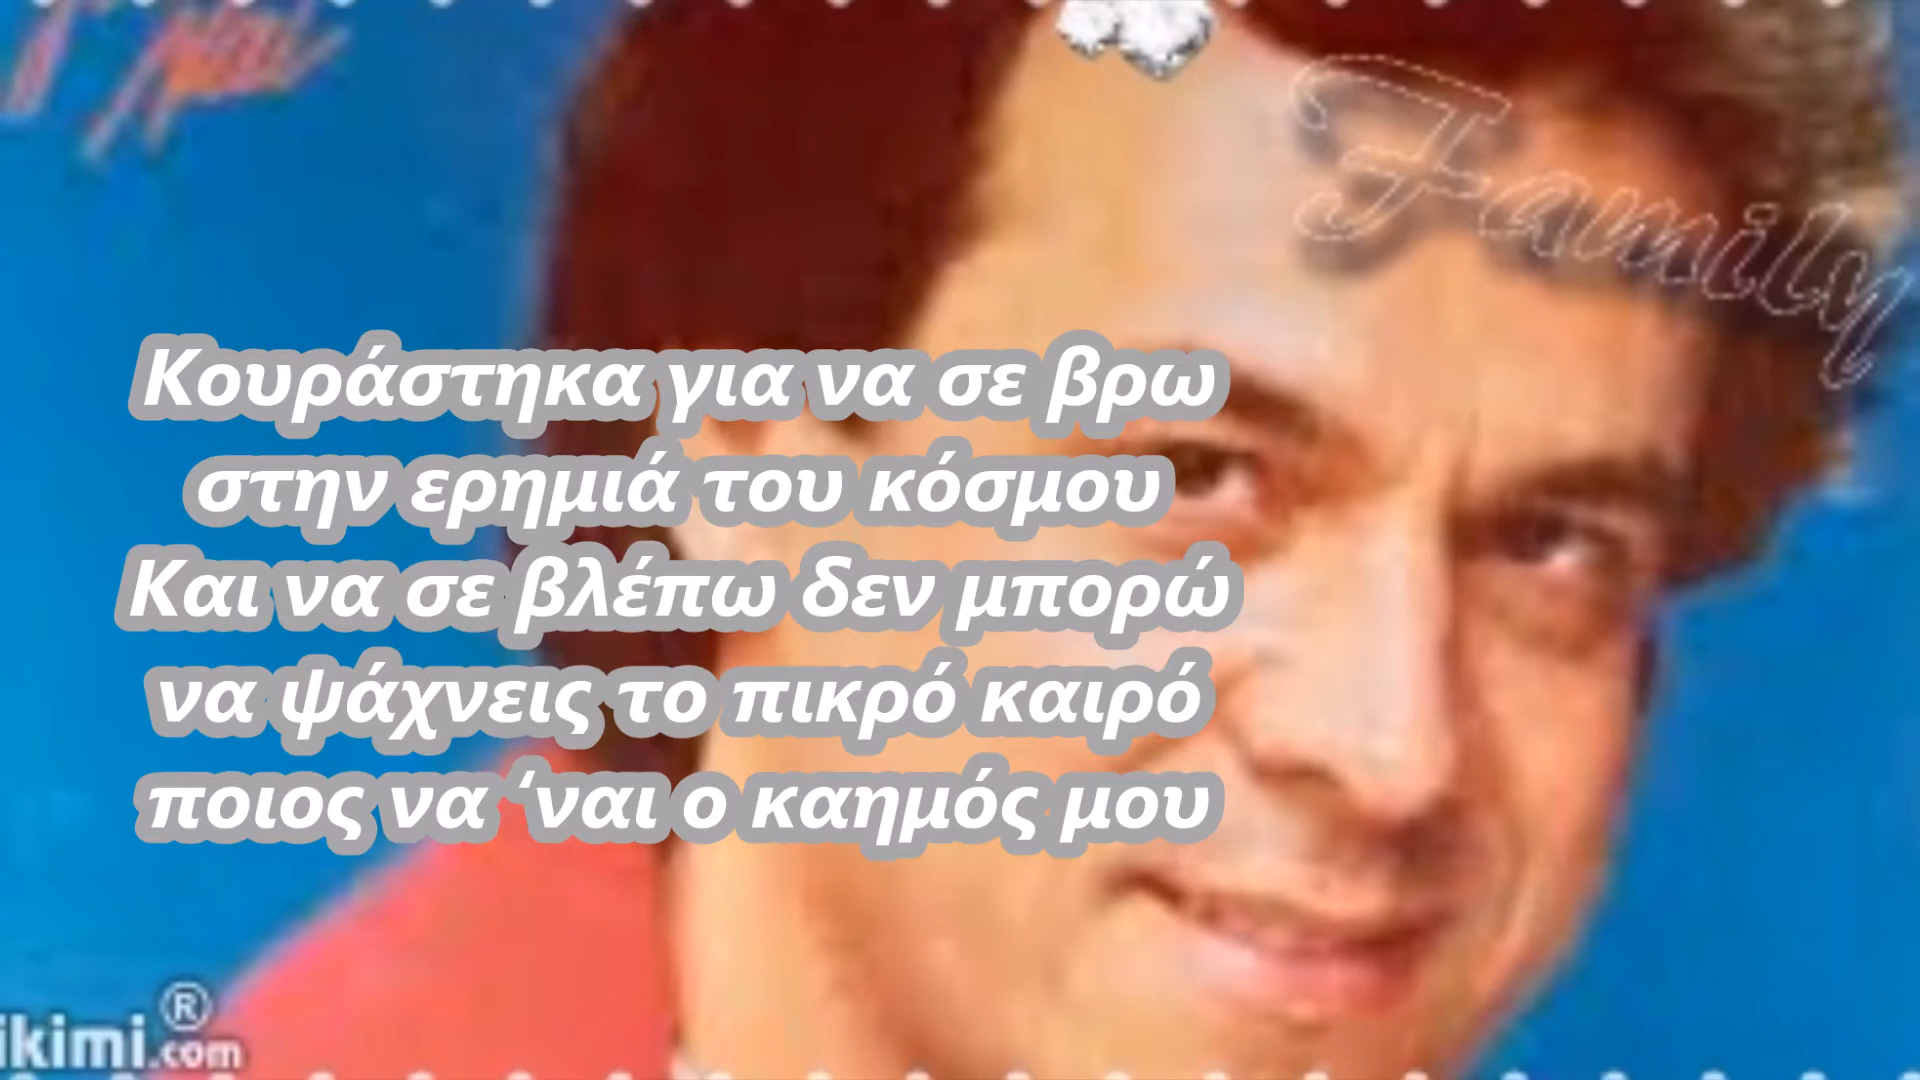 Family
Κουράστηκα για να σε βρω
στην ερημιά του κόσμου
Και να σε βλέπω δεν μπορώ
να ψάχνεις το πικρό καιρό
ποιος να ‘ναι ο καημός μου
ikimi.com®